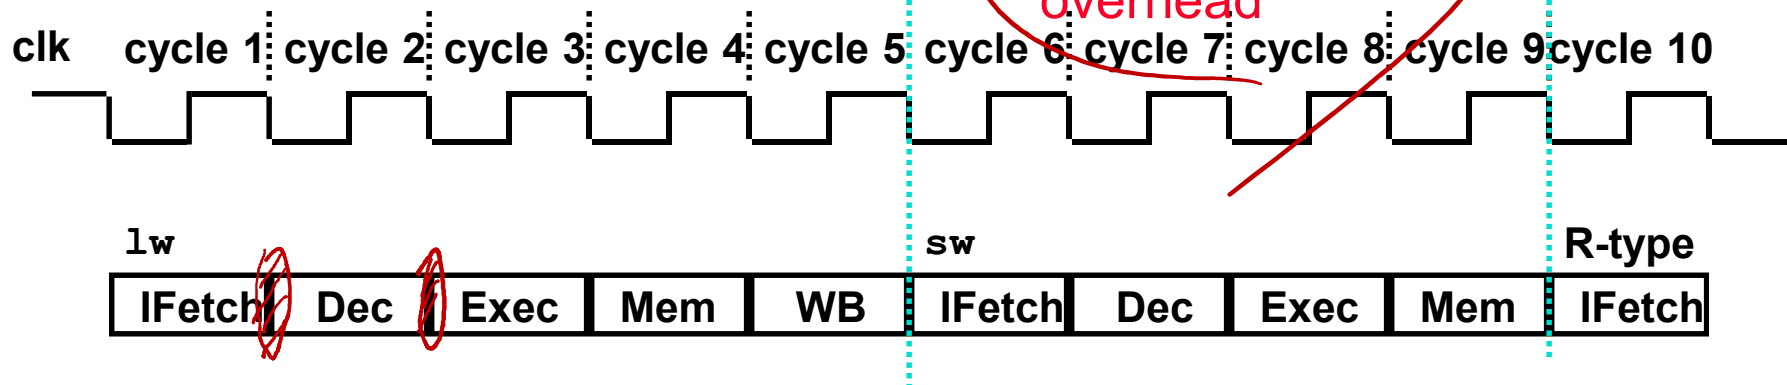 overhead
clk cycle 1 cycle 2 cycle 3 cycle 4 cycle 5 cycle 6 cycle 7 cycle 8 cycle 9 cycle 10
lw sw R-type
IFetch Dec Exec Mem WB IFetch Dec Exec Mem IFetch